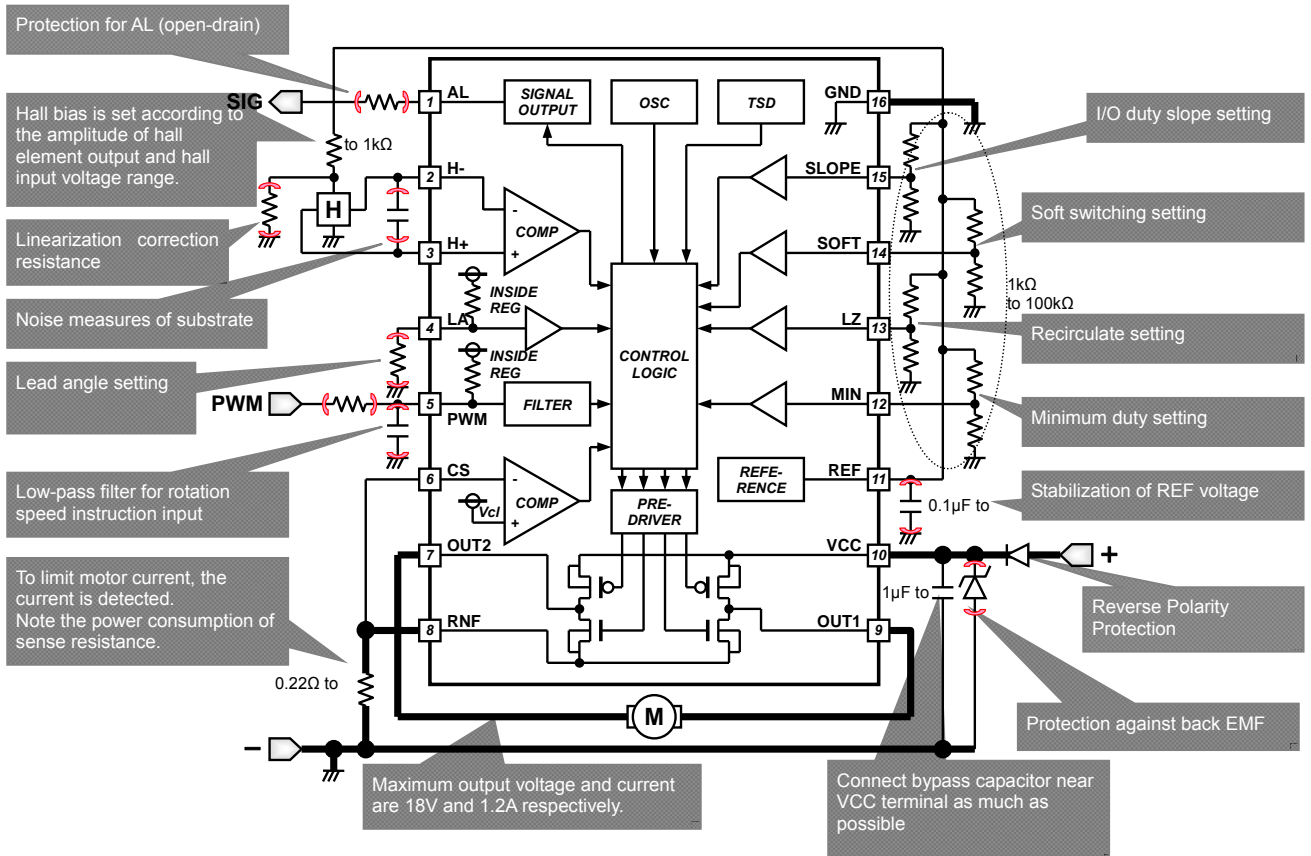 Protection for AL (open-drain)
SIG
Hall bias is set according to
the amplitude of hall
element output and hall
input voltage range.
to 1kΩ
H
Linearization correction
resistance
Noise measures of substrate
Lead angle setting
PWM
Low-pass filter for rotation
speed instruction input
To limit motor current, the
current is detected.
Note the power consumption of
sense resistance.
0.22Ω to
–
1 AL
2 H-
3 H+
4 LA
5 PWM
6 CS
7 OUT2
8 RNF
SIGNAL
OUTPUT
OSC
TSD
-
COMP
+
INSIDE
REG
INSIDE
REG
FILTER
CONTROL
LOGIC
-
Vcl
COMP
+
PRE-
DRIVER
REFE-
RENCE
GND 16
SLOPE 15
SOFT 14
LZ 13
MIN 12
REF 11
VCC 10
OUT1 9
M
I/O duty slope setting
Soft switching setting
1kΩ
to 100kΩ
Recirculate setting
Minimum duty setting
0.1µF to
Stabilization of REF voltage
+
1µF to
Reverse Polarity
Protection
Protection against back EMF
Maximum output voltage and current
are 18V and 1.2A respectively.
Connect bypass capacitor near
VCC terminal as much as
possible